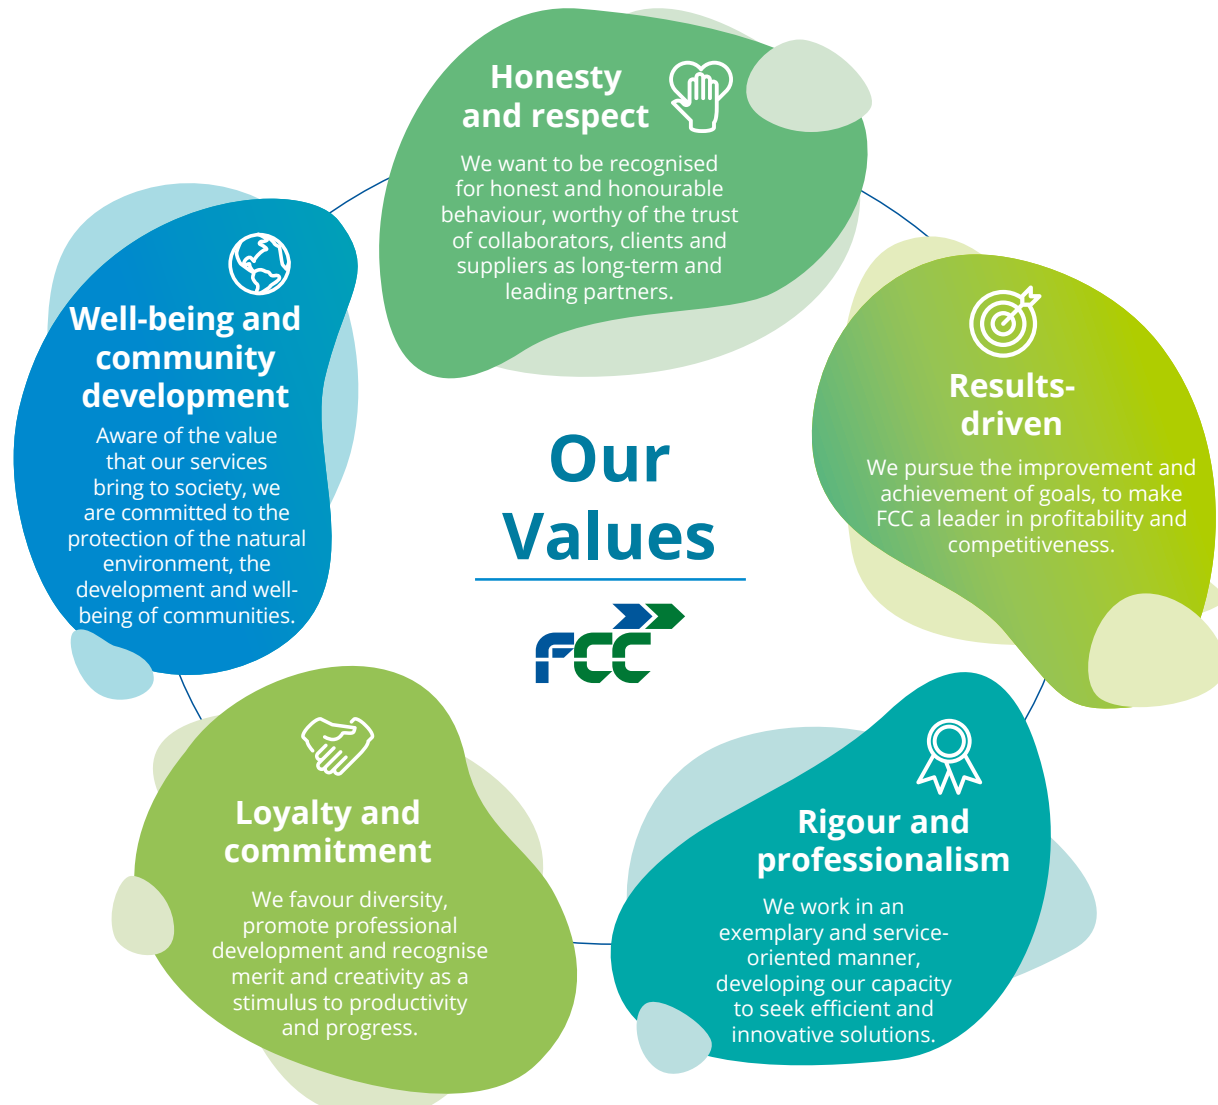 Honesty
and respect
We want to be recognised
for honest and honourable
behaviour, worthy of the trust
of collaborators, clients and
suppliers as long-term and
leading partners.
Well-being and
community
development
Aware of the value
that our services
bring to society, we
are committed to the
protection of the natural
environment, the
development and well-
being of communities.
Our
Values
FCC
Results-
driven
We pursue the improvement and
achievement of goals, to make
FCC a leader in profitability and
competitiveness.
Loyalty and
commitment
We favour diversity,
promote professional
development and recognise
merit and creativity as a
stimulus to productivity
and progress.
Rigour and
professionalism
We work in an
exemplary and service-
oriented manner,
developing our capacity
to seek efficient and
innovative solutions.